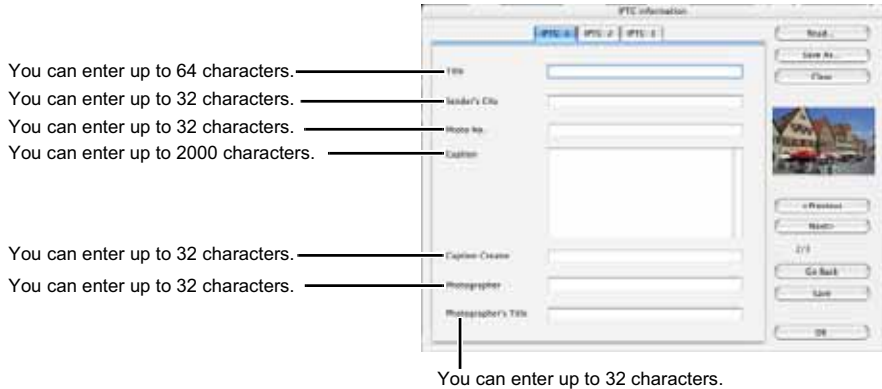 IPTC information
IPTC 1 IPTC 2 IPTC 3
Read...
Save As...
Clear
You can enter up to 64 characters.
Title
You can enter up to 32 characters.
Sender's City
You can enter up to 32 characters.
Photo No.
You can enter up to 2000 characters.
Caption
<Previous
Next>
2/3
You can enter up to 32 characters.
Caption Creator
Go Back
You can enter up to 32 characters.
Photographer
Save
Photographer's Title
OK
You can enter up to 32 characters.